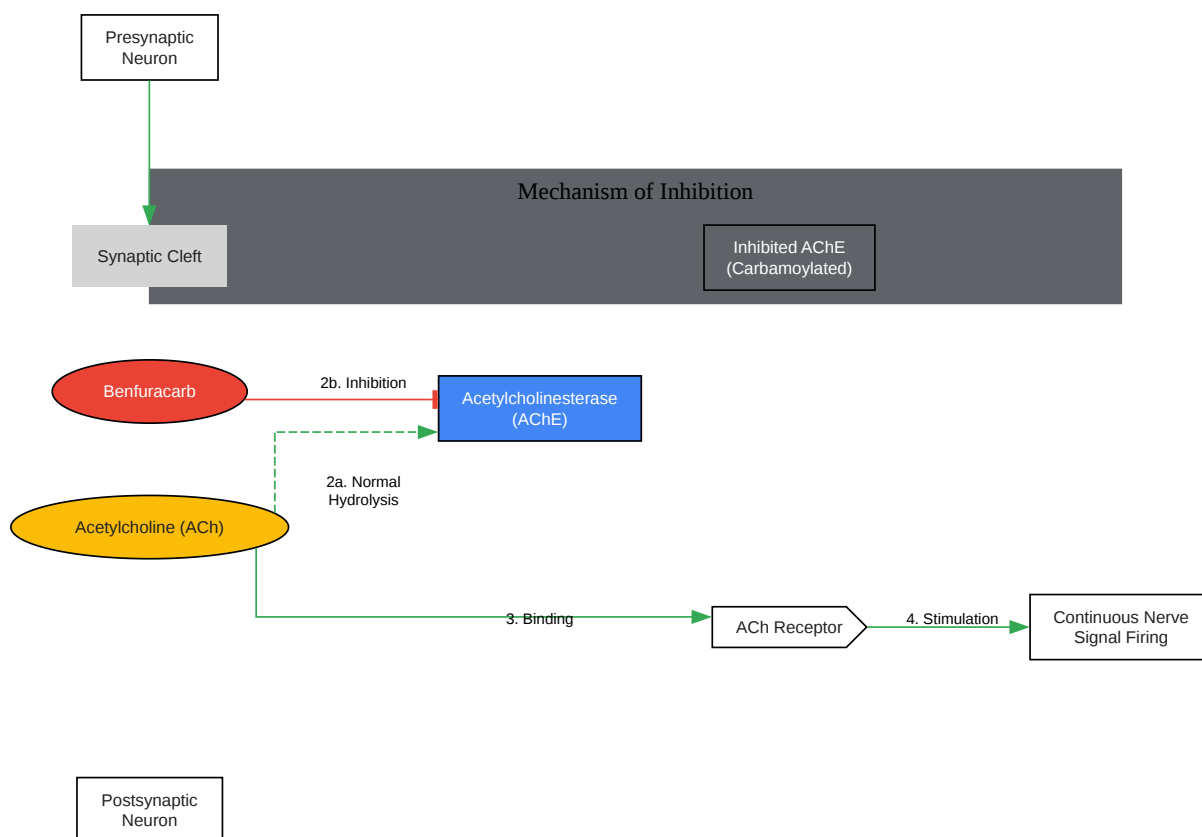 Presynaptic
Neuron
Mechanism of Inhibition
Synaptic Cleft
Inhibited AChE
(Carbamoylated)
Benfuracarb
2b. Inhibition
Acetylcholinesterase
(AChE)
2a. Normal
Hydrolysis
Acetylcholine (ACh)
3. Binding
ACh Receptor
4. Stimulation
Continuous Nerve
Signal Firing
Postsynaptic
Neuron